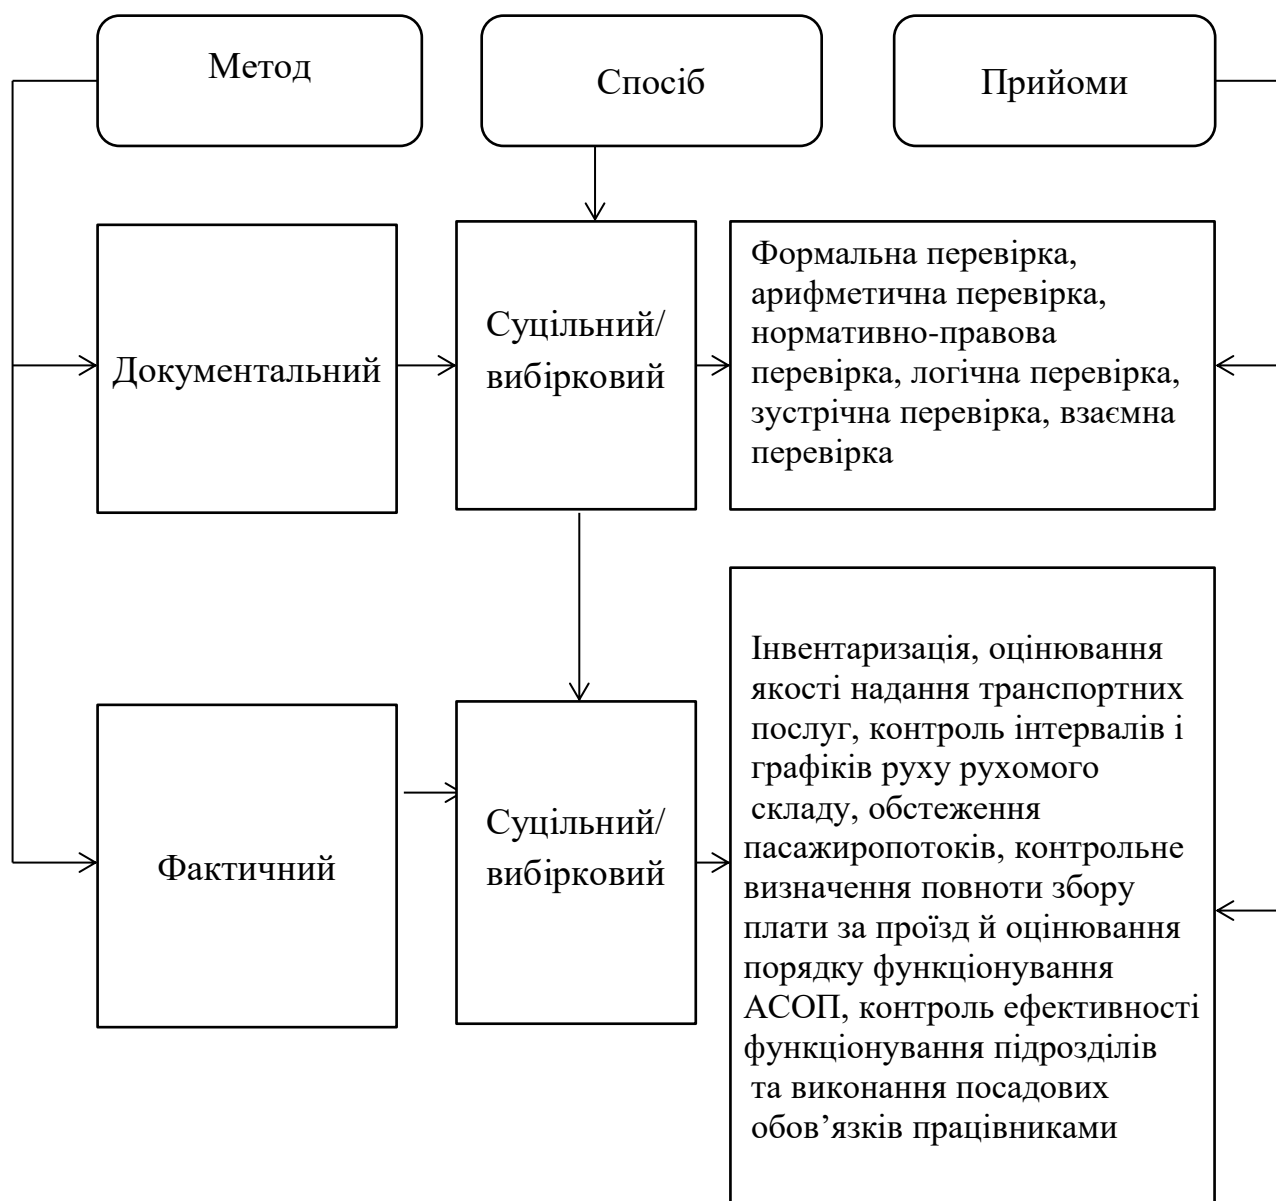 Метод
Спосіб
Прийоми
Документальний
Суцільний/
вибірковий
Формальна перевірка,
арифметична перевірка,
нормативно-правова
перевірка, логічна перевірка,
зустрічна перевірка, взаємна
перевірка
Фактичний
Суцільний/
вибірковий
Інвентаризація, оцінювання
якості надання транспортних
послуг, контроль інтервалів і
графіків руху рухомого
складу, обстеження
пасажиропотоків, контрольне
визначення повноти збору
плати за проїзд й оцінювання
порядку функціонування
АСОП, контроль ефективності
функціонування підрозділів
та виконання посадових
обов’язків працівниками